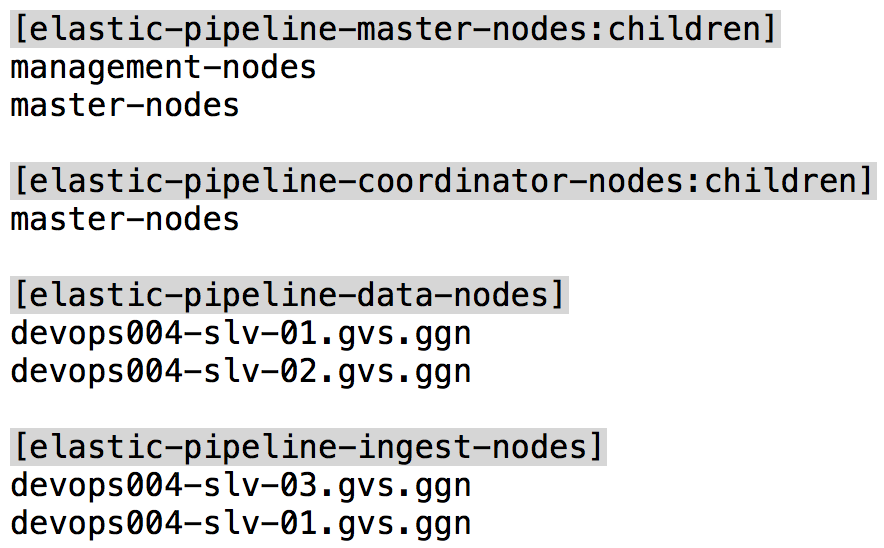 [elastic-pipeline-master-nodes:children]
management-nodes
master-nodes
[elastic-pipeline-coordinator-nodes:children]
master-nodes
[elastic-pipeline-data-nodes]
devops004-slv-01.gvs.ggn
devops004-slv-02.gvs.ggn
[elastic-pipeline-ingest-nodes]
devops004-slv-03.gvs.ggn
devops004-slv-01.gvs.ggn